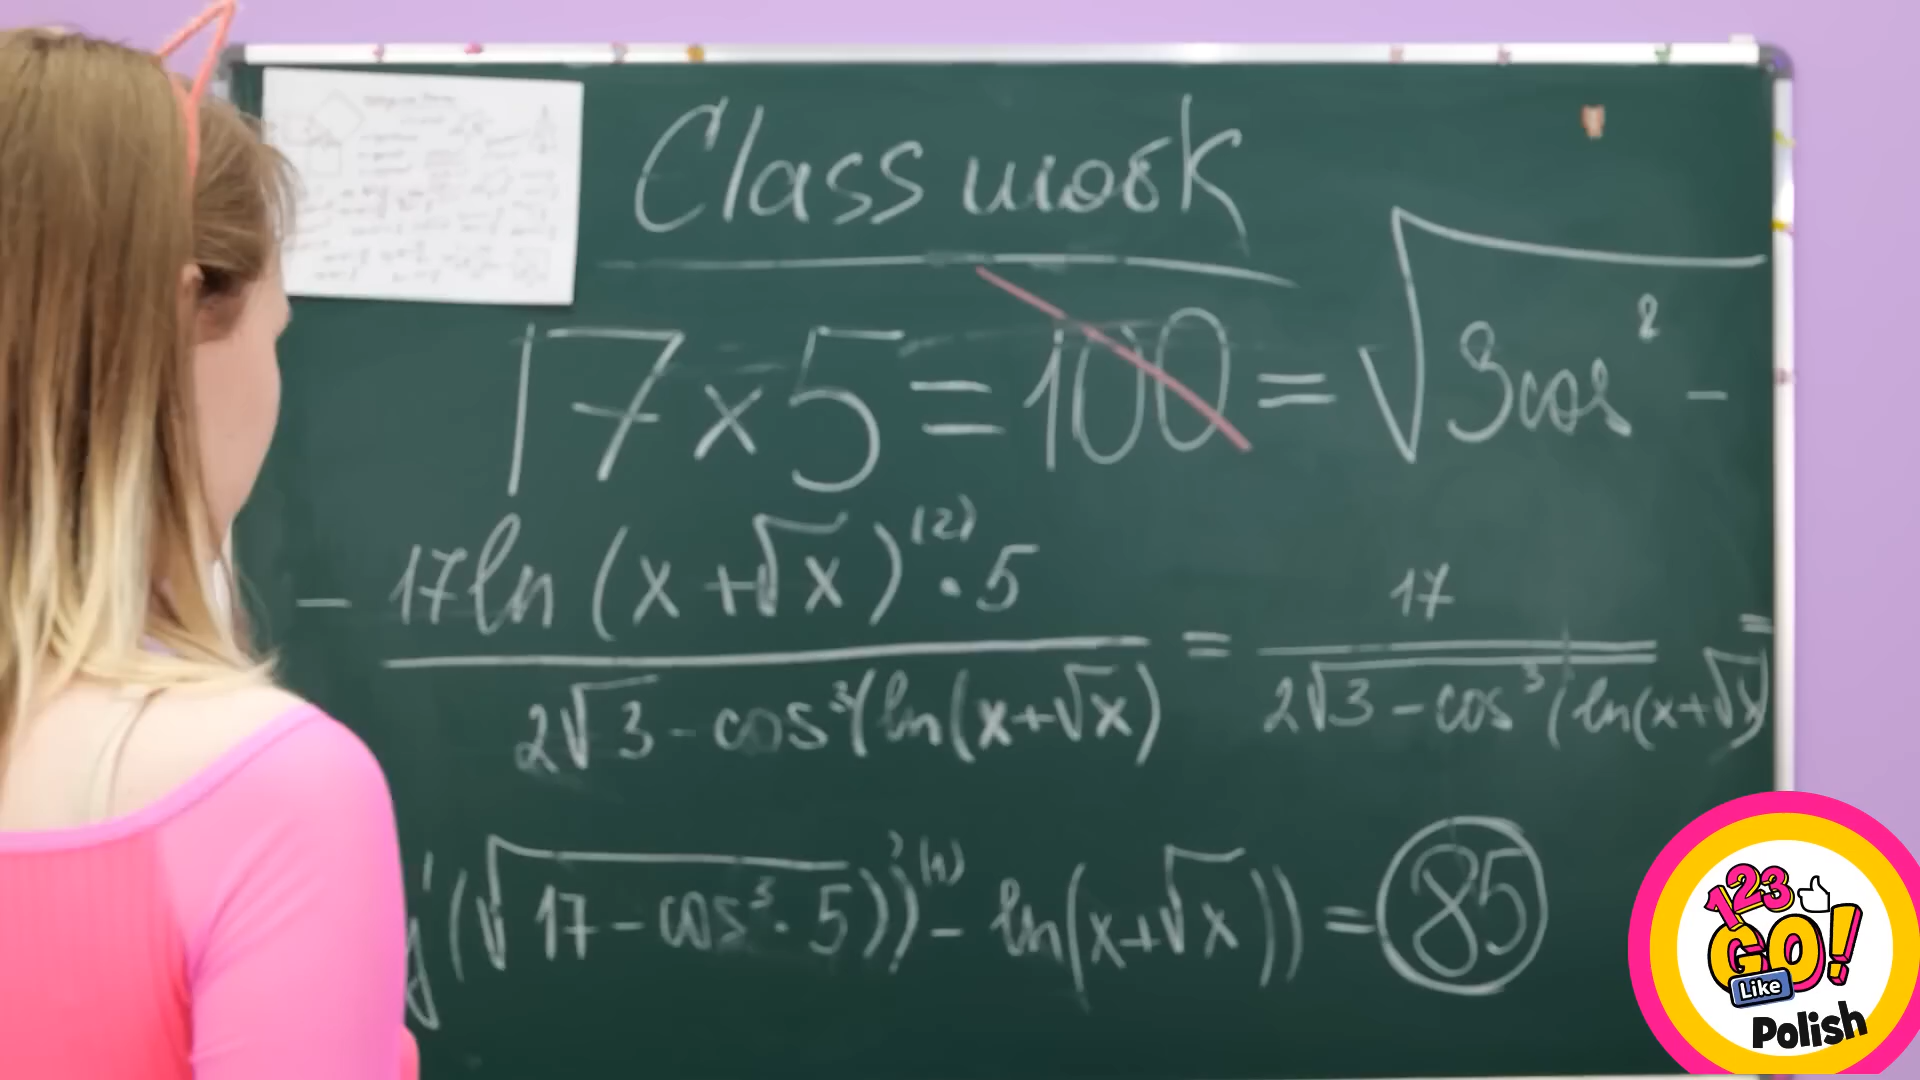 Class work
17 x 5 = 100 = √3cos² -
- 17ln (x + √x)⁽²⁾ · 5 / 2√3 - cos³(ln(x+√x) = 17 / 2√3 - cos³(ln(x+√x) =
y'(√17 - cos³ · 5))'⁽¹⁾ - ln(x+√x)) = 85
123
GO!
Like
Polish